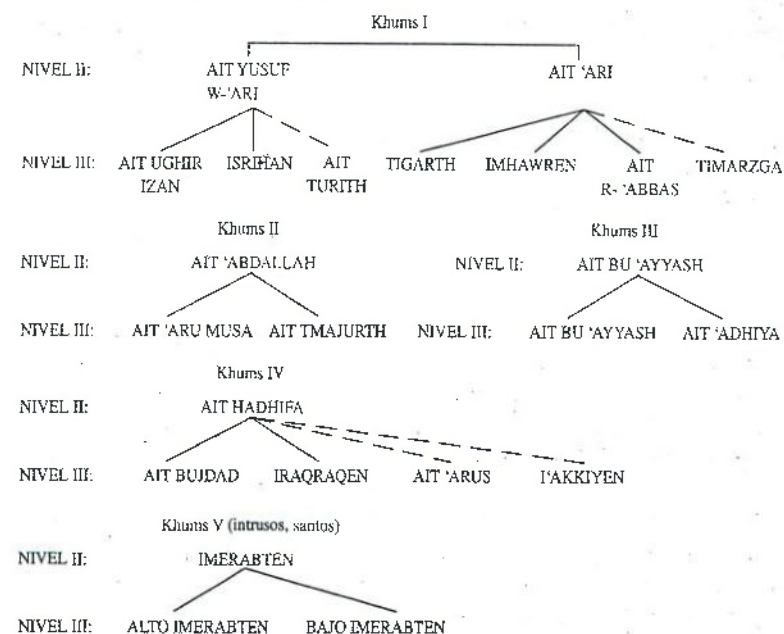 Khums I
NIVEL II: AIT YUSUF AIT 'ARI
W-'ARI
NIVEL III: AIT UGHIR ISRIHAN AIT TIGARTH IMHAWREN AIT TIMARZGA
IZAN TURITH R-'ABBAS
Khums II Khums III
NIVEL II: AIT 'ABDALLAH NIVEL II: AIT BU 'AYYASH
NIVEL III: AIT 'ARU MUSA AIT TMAJURTH NIVEL III: AIT BU 'AYYASH AIT 'ADHIYA
Khums IV
NIVEL II: AIT HADHIFA
NIVEL III: AIT BUJDAD IRAQRAQEN AIT 'ARUS I'AKKIYEN
Khums V (intrusos, santos)
NIVEL II: IMERABTEN
NIVEL III: ALTO IMERABTEN BAJO IMERABTEN